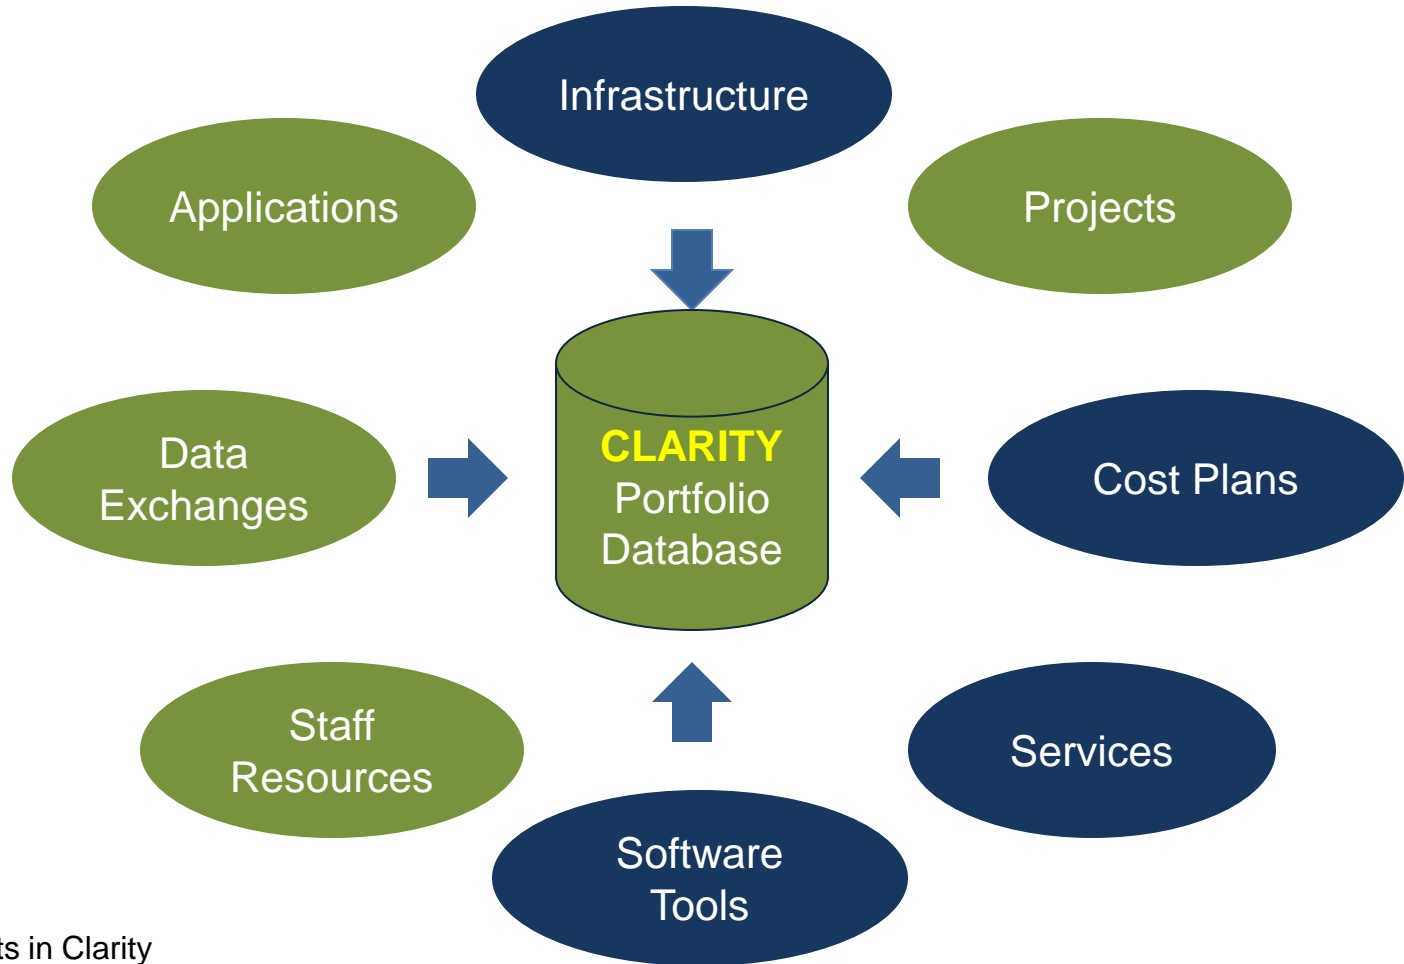 Infrastructure
Applications
Projects
Data
Exchanges
CLARITY
Portfolio
Database
Cost Plans
Staff
Resources
Services
Software
Tools
in Clarity